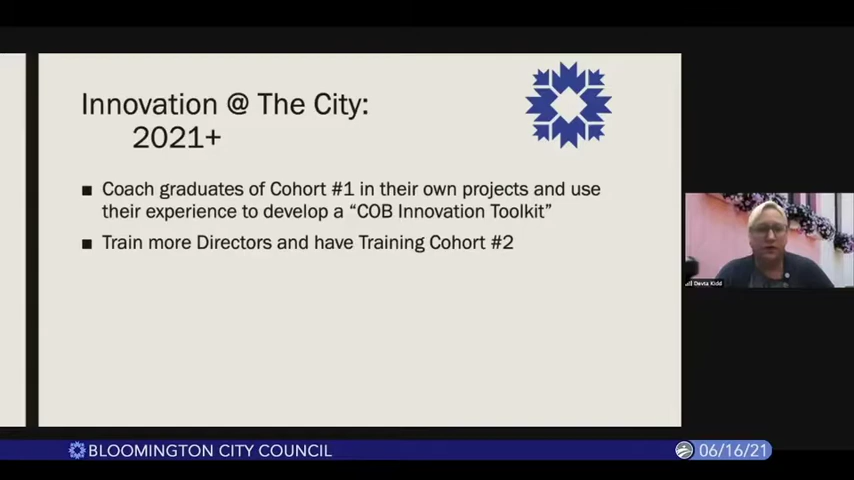 Innovation @ The City:
2021+
■ Coach graduates of Cohort #1 in their own projects and use
their experience to develop a “COB Innovation Toolkit”
■ Train more Directors and have Training Cohort #2
Devta Kidd
BLOOMINGTON CITY COUNCIL
06/16/21